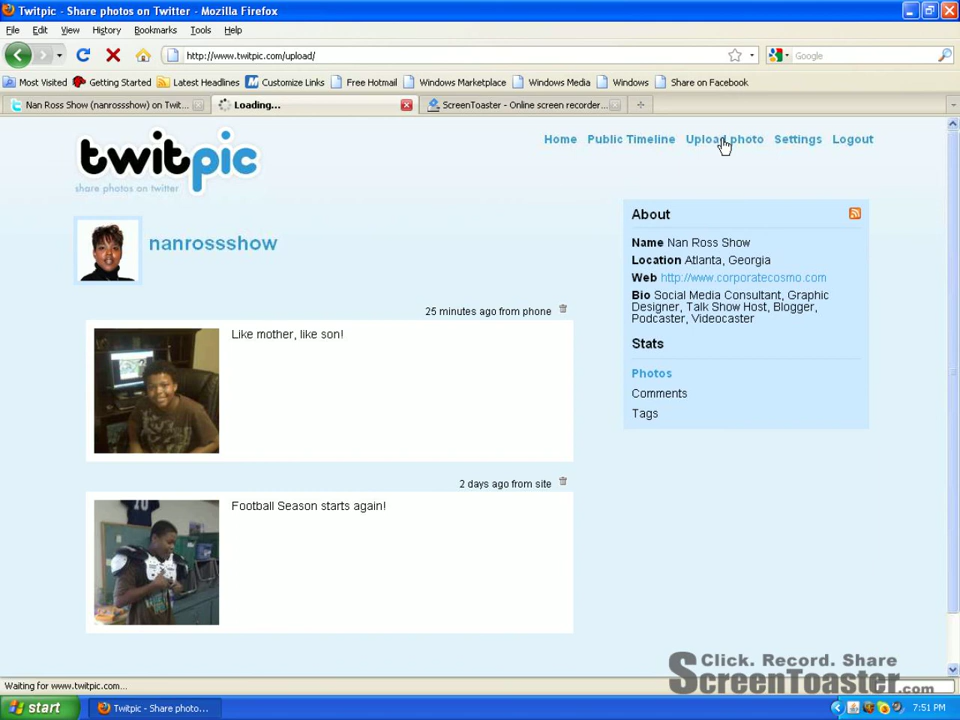 Twitpic - Share photos on Twitter - Mozilla Firefox
File Edit View History Bookmarks Tools Help
http://www.twitpic.com/upload/
Google
Most Visited Getting Started Latest Headlines Customize Links Free Hotmail Windows Marketplace Windows Media Windows Share on Facebook
Nan Ross Show (nanrossshow) on Twit... Loading... ScreenToaster - Online screen recorder...
Home Public Timeline Upload photo Settings Logout
twitpic
share photos on twitter
nanrossshow
About
Name Nan Ross Show
Location Atlanta, Georgia
Web http://www.corporatecosmo.com
Bio Social Media Consultant, Graphic
Designer, Talk Show Host, Blogger,
Podcaster, Videocaster
Stats
Photos
Comments
Tags
25 minutes ago from phone
Like mother, like son!
2 days ago from site
Football Season starts again!
Click. Record. Share
ScreenToaster.com
Waiting for www.twitpic.com...
start Twitpic - Share photo... 7:51 PM